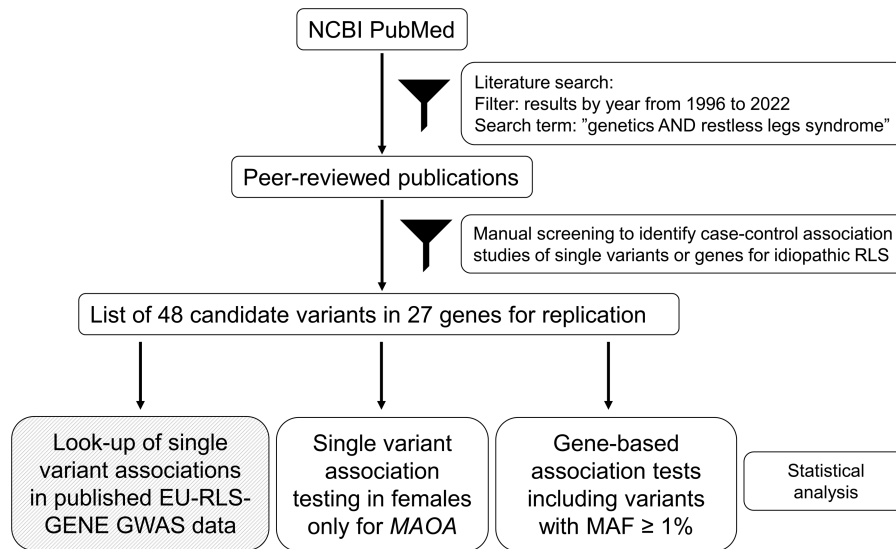 NCBI PubMed
Literature search:
Filter: results by year from 1996 to 2022
Search term: ”genetics AND restless legs syndrome”
Peer-reviewed publications
Manual screening to identify case-control association
studies of single variants or genes for idiopathic RLS
List of 48 candidate variants in 27 genes for replication
Look-up of single
variant associations
in published EU-RLS-
GENE GWAS data
Single variant
association
testing in females
only for MAOA
Gene-based
association tests
including variants
with MAF ≥ 1%
Statistical
analysis